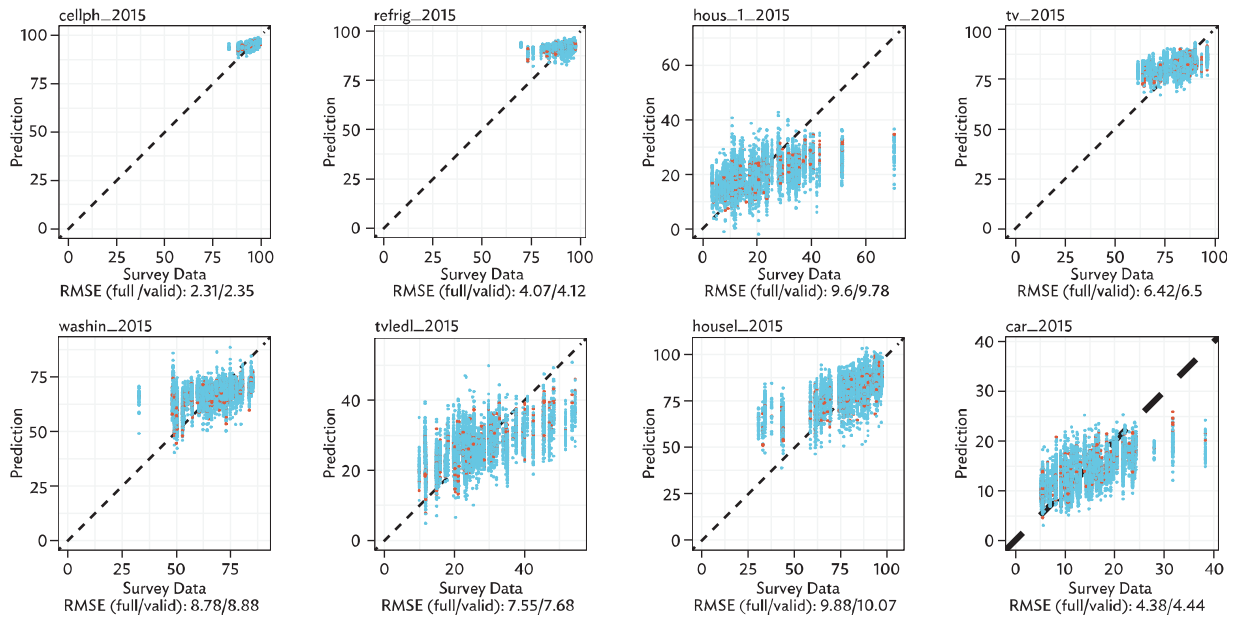 cellph_2015
100
75
50
25
0
Prediction
0 25 50 75 100
Survey Data
RMSE (full/valid): 2.31/2.35
refrig_2015
100
75
50
25
0
Prediction
0 25 50 75 100
Survey Data
RMSE (full/valid): 4.07/4.12
hous_1_2015
60
40
20
0
Prediction
0 20 40 60
Survey Data
RMSE (full/valid): 9.6/9.78
tv_2015
100
75
50
25
0
Prediction
0 25 50 75 100
Survey Data
RMSE (full/valid): 6.42/6.5
washin_2015
75
50
25
0
Prediction
0 25 50 75
Survey Data
RMSE (full/valid): 8.78/8.88
tvledl_2015
40
20
0
Prediction
0 20 40
Survey Data
RMSE (full/valid): 7.55/7.68
housel_2015
100
75
50
25
0
Prediction
0 25 50 75 100
Survey Data
RMSE (full/valid): 9.88/10.07
car_2015
40
30
20
10
0
Prediction
0 10 20 30 40
Survey Data
RMSE (full/valid): 4.38/4.44